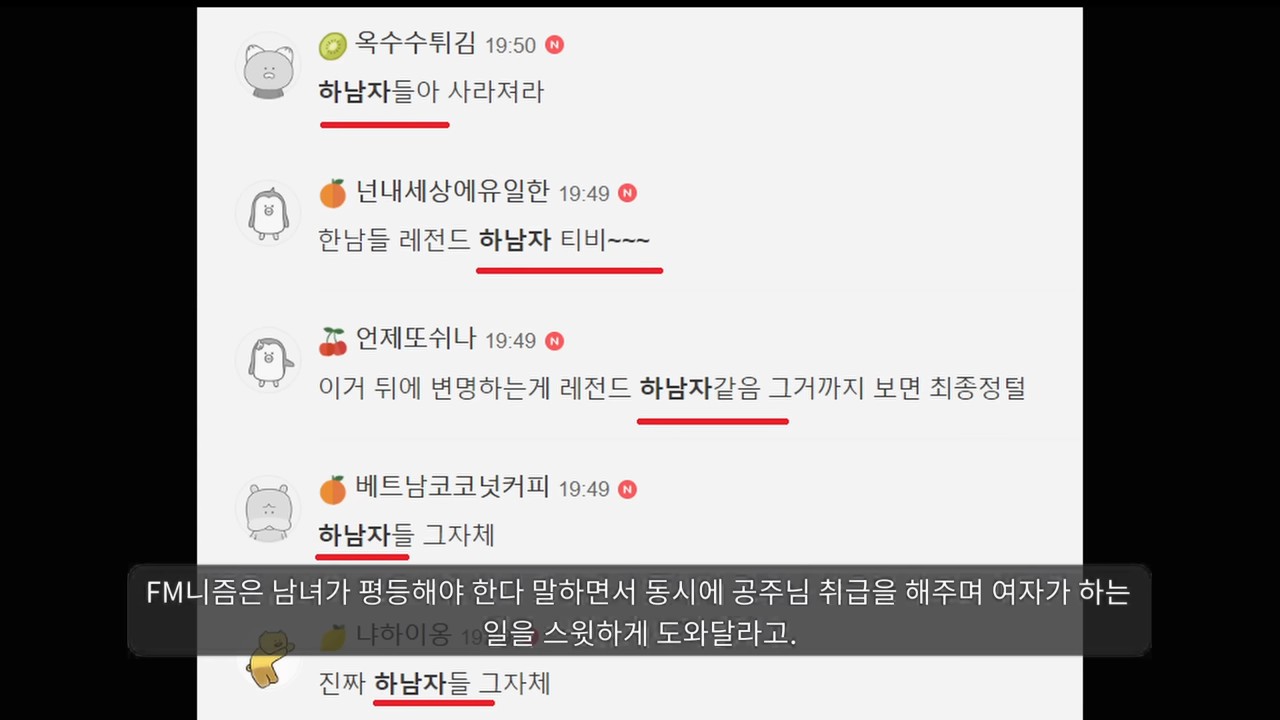 옥수수튀김 19:50 N
하남자들아 사라져라
넌내세상에유일한 19:49 N
한남들 레전드 하남자 티비~~~
언제또쉬나 19:49 N
이거 뒤에 변명하는게 레전드 하남자같음 그거까지 보면 최종정털
베트남코코넛커피 19:49 N
하남자들 그자체
FM니즘은 남녀가 평등해야 한다 말하면서 동시에 공주님 취급을 해주며 여자가 하는
일을 스윗하게 도와달라고.
냐하이옹 19
진짜 하남자들 그자체